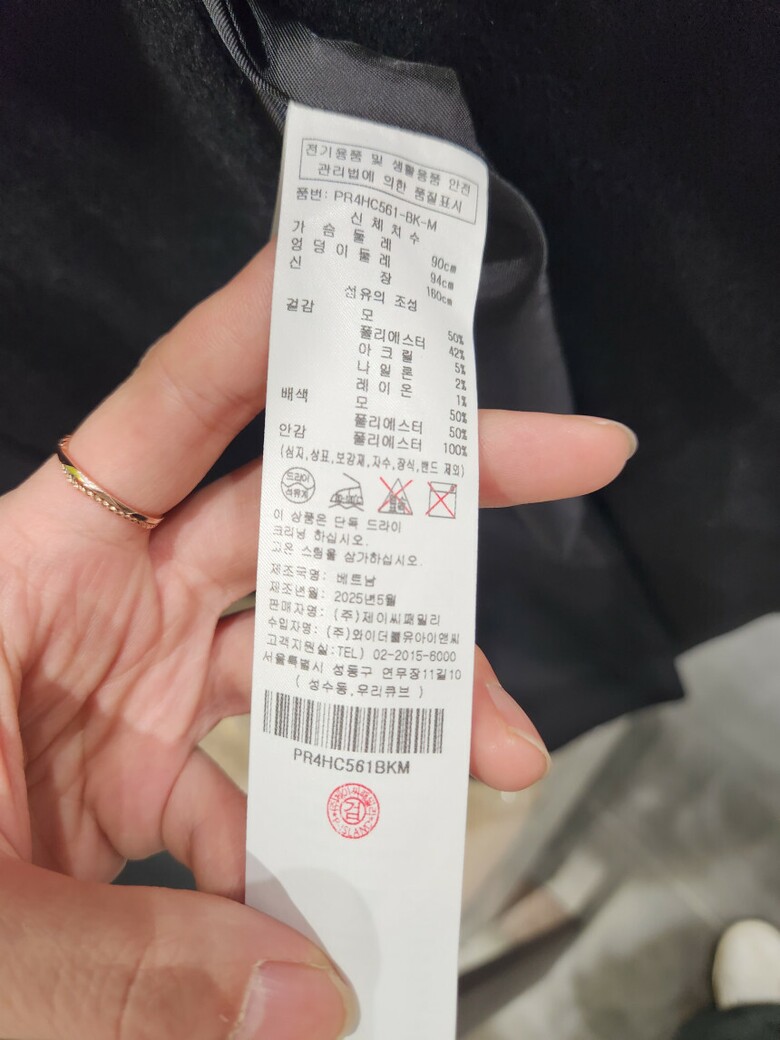 전기용품 및 생활용품 안전
관리법에 의한 품질표시
품번: PR4HC561-BK-M
신 체 치 수
가 슴 둘 레 90cm
엉 덩 이 둘 레 94cm
신 장 160cm
섬유의 조성
겉감 모 50%
폴리에스터 42%
아 크 릴 5%
나 일 론 2%
레 이 온 1%
배색 모 50%
폴리에스터 50%
안감 폴리에스터 100%
(심지,상표,보강재,자수,장식,밴드 제외)
드라이
석유계
이 상품은 단독 드라이
크리닝 하십시오.
고온 스팀을 삼가하십시오.
제조국명: 베트남
제조년월: 2025년5월
판매자명: (주)제이씨패밀리
수입자명: (주)와이더블유아이앤씨
고객지원실:TEL) 02-2015-6000
서울특별시 성동구 연무장11길10
( 성수동,우리큐브 )
PR4HC561BKM
검